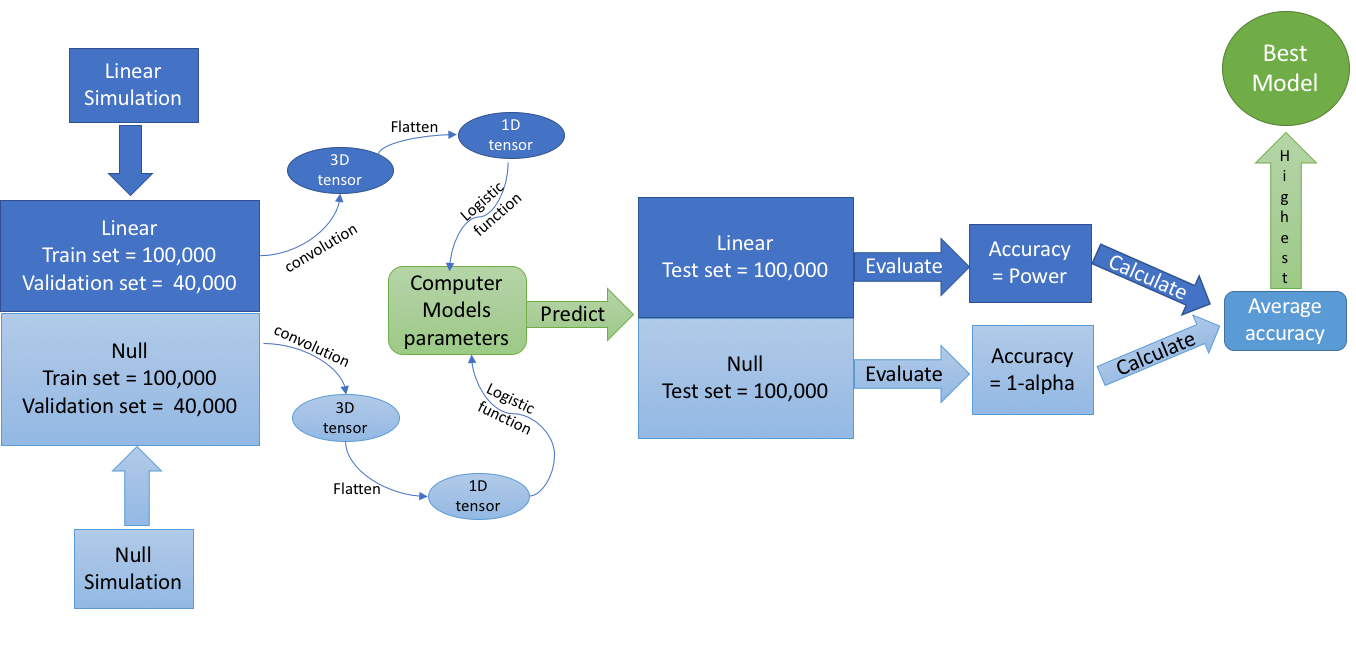 Linear
Simulation
Linear
Train set = 100,000
Validation set =  40,000
Null
Train set = 100,000
Validation set =  40,000
Null
Simulation
convolution
3D
tensor
Flatten
1D
tensor
Logistic
function
convolution
3D
tensor
Flatten
1D
tensor
Logistic
function
Computer
Models
parameters
Predict
Linear
Test set = 100,000
Null
Test set = 100,000
Evaluate
Evaluate
Accuracy
= Power
Accuracy
= 1-alpha
Calculate
Calculate
Average
accuracy
Highest
Best
Model